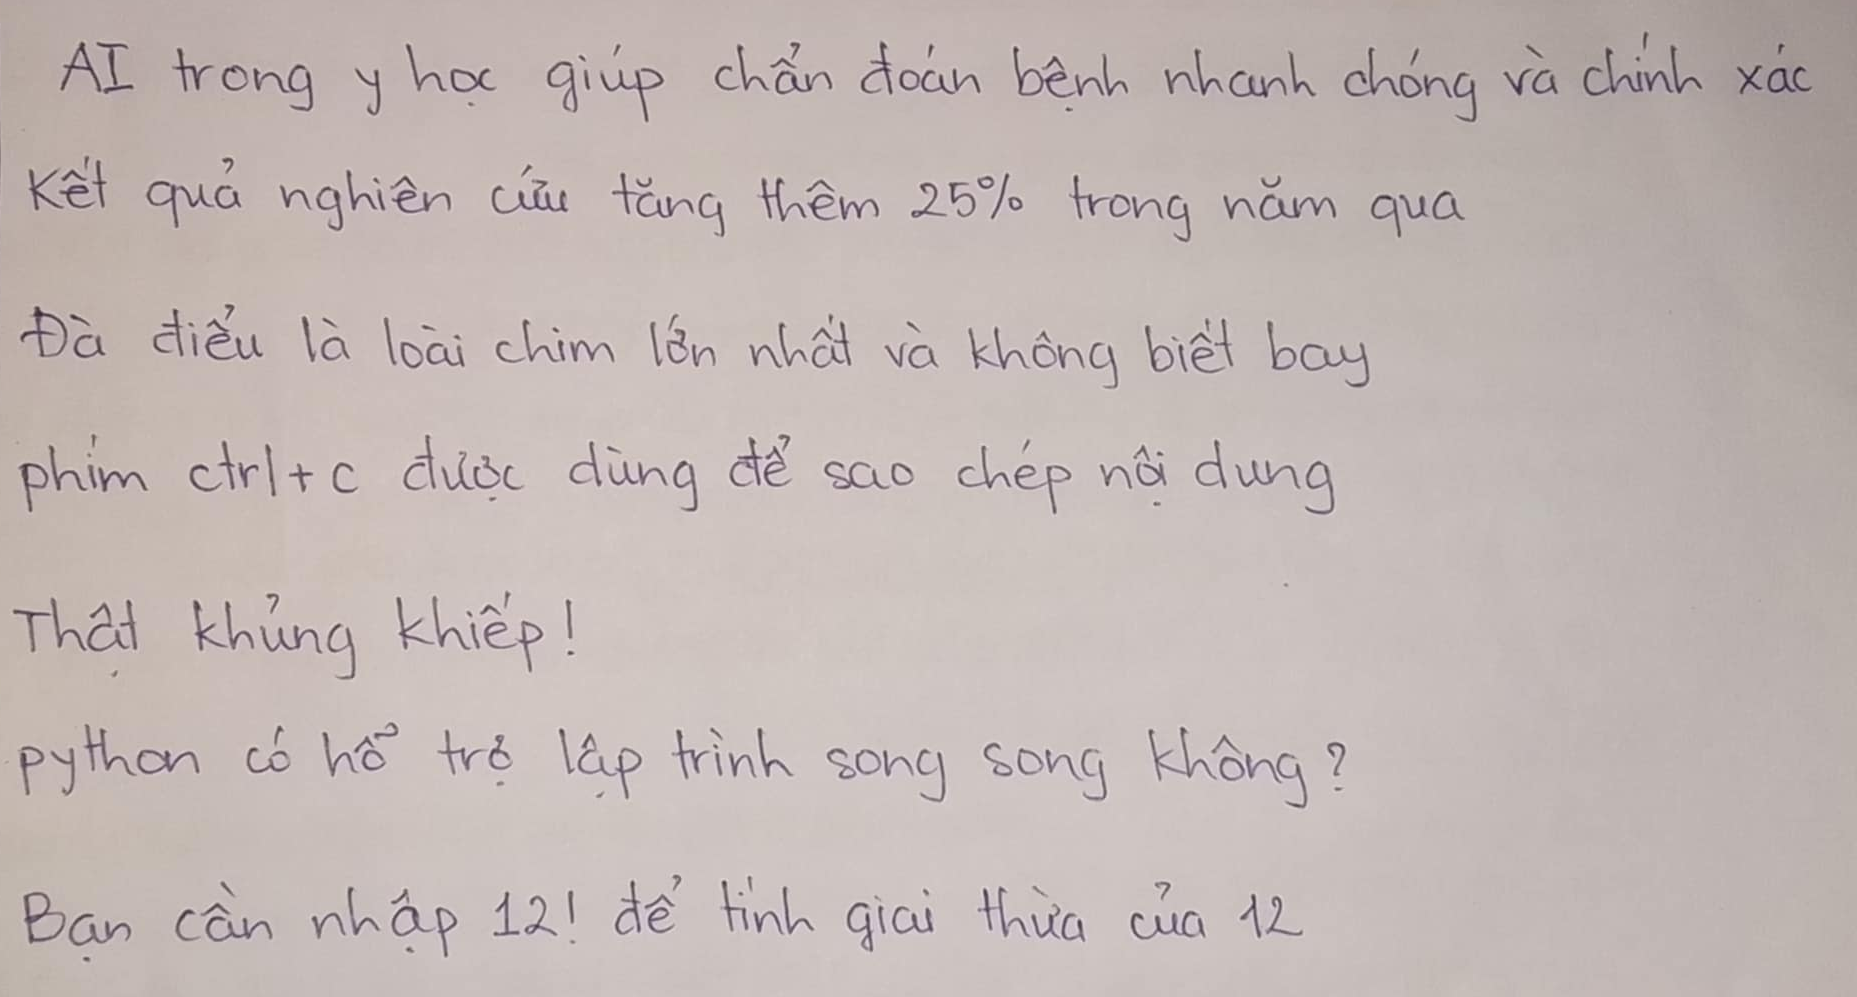 AI trong y học giúp chẩn đoán bệnh nhanh chóng và chính xác
Kết quả nghiên cứu tăng thêm 25% trong năm qua
Đà điểu là loài chim lớn nhất và không biết bay
phím ctrl+c được dùng để sao chép nội dung
Thật khủng khiếp!
python có hỗ trợ lập trình song song không?
Bạn cần nhập 12! để tính giai thừa của 12